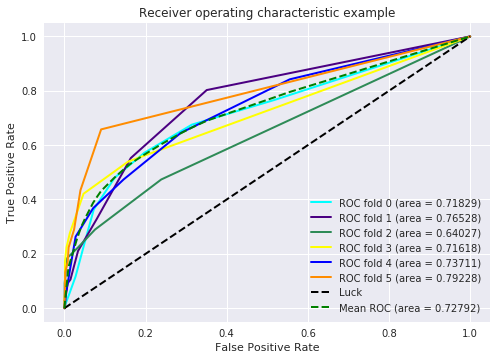 Receiver operating characteristic example
True Positive Rate
1.0
0.8
0.6
0.4
0.2
0.0
ROC fold 0 (area = 0.71829)
ROC fold 1 (area = 0.76528)
ROC fold 2 (area = 0.64027)
ROC fold 3 (area = 0.71618)
ROC fold 4 (area = 0.73711)
ROC fold 5 (area = 0.79228)
Luck
Mean ROC (area = 0.72792)
0.0 0.2 0.4 0.6 0.8 1.0
False Positive Rate